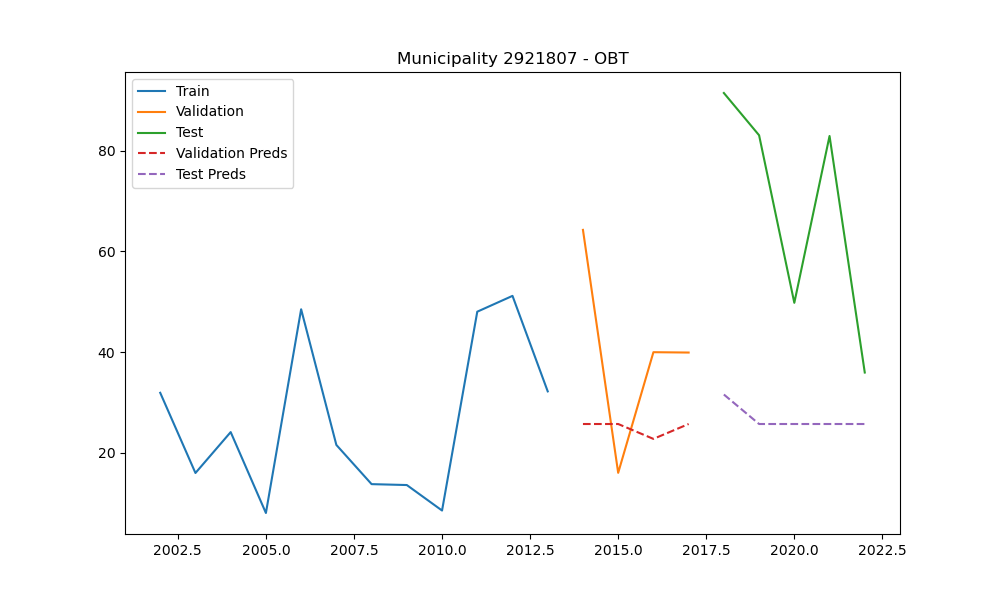 Municipality 2921807 - OBT
Train
Validation
Test
Validation Preds
Test Preds
80
60
40
20
2002.5 2005.0 2007.5 2010.0 2012.5 2015.0 2017.5 2020.0 2022.5